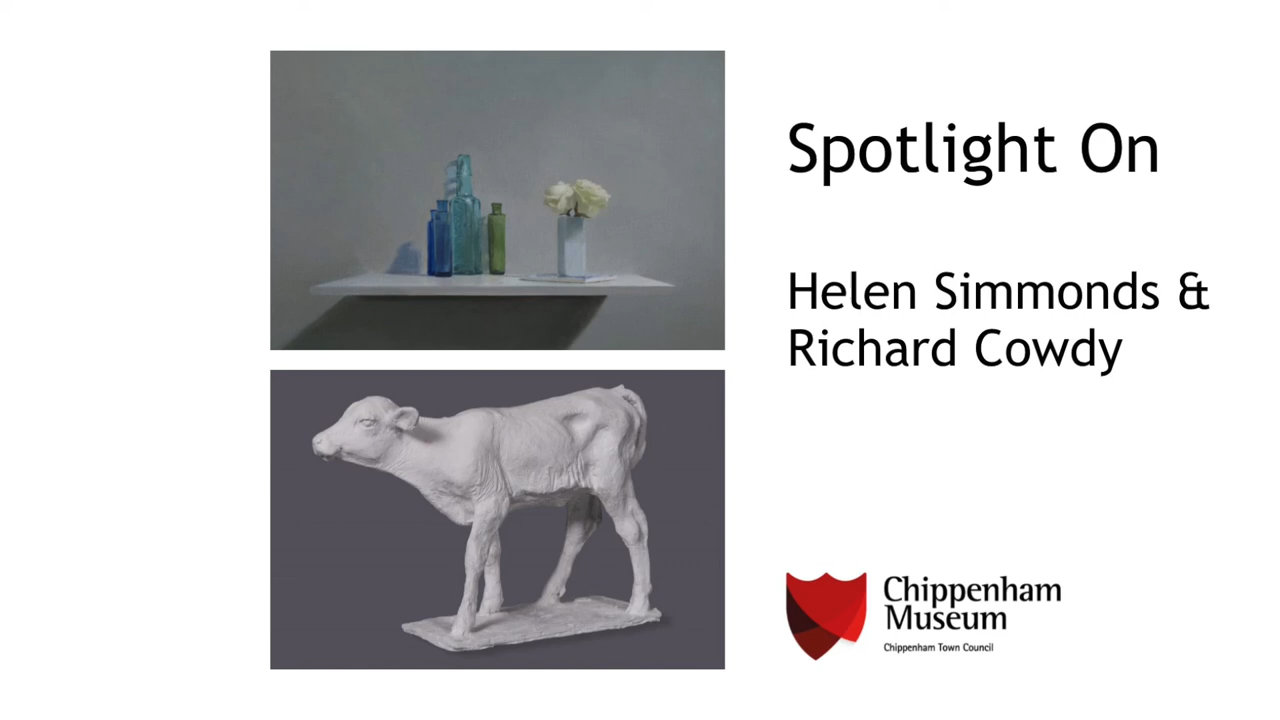 Spotlight On
Helen Simmonds &
Richard Cowdy
Chippenham
Museum
Chippenham Town Council